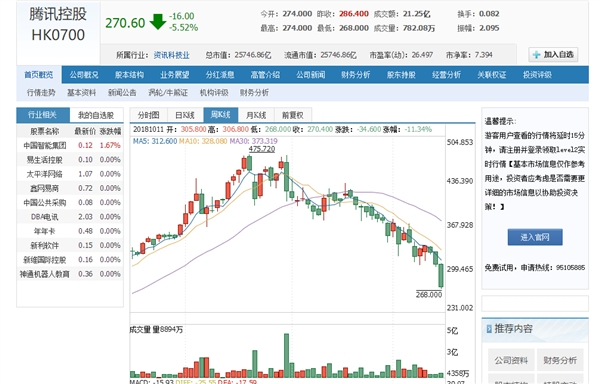 腾讯控股
HK0700
270.60
-16.00
-5.52%
今开：274.000 昨收：286.400 成交额：21.25亿 换手：0.082
最高：274.000 最低：268.000 成交量：782.08万 振幅：2.095
所属行业：资讯科技业 总市值：25746.86亿 流通市值：25746.86亿 市盈率(动)：26.497 市净率：7.394
加入自选
首页概览 公司概况 股本结构 业务展望 分红派息 高管介绍 公司新闻 财务分析 股东持股 经营分析 关联权证 投资评级
行情走势 基本资料 新闻公告 涡轮/牛熊证 机构评级 财务分析
行业相关 我的自选股
股票名称 最新价 涨跌幅
中国智能集团 0.12 1.67%
易生活控股 0.10 0.00%
太平洋网络 1.07 0.00%
鑫网易商 0.72 0.00%
中国公共采购 0.08 0.00%
DBA电讯 2.03 0.00%
年年卡 0.48 0.00%
新利软件 0.15 0.00%
新维国际控股 0.16 0.00%
神通机器人教育 0.36 0.00%
分时图 日K线 周K线 月K线 前复权
20181011 开：305.800 高：306.800 低：268.000 收：270.400 涨跌：-34.600 涨幅：-11.34%
MA5: 312.600 MA10: 328.080 MA30: 373.319
475.720
504.853
436.390
367.928
299.465
231.002
268.000
成交量 量8894万
5亿
3亿
4358万
MACD: -15.93 DIFF: -25.55 DEA: -17.59
温馨提示：
游客用户查看的行情将延时15分
钟，请注册并登录领取level2实
时行情【基本市场信息仅作参考
用途，投资者应考虑是否需要更
详细的市场信息以协助投资决
策！】
进入官网
免费试用，申请热线：95105885
推荐内容
公司资料 财务分析